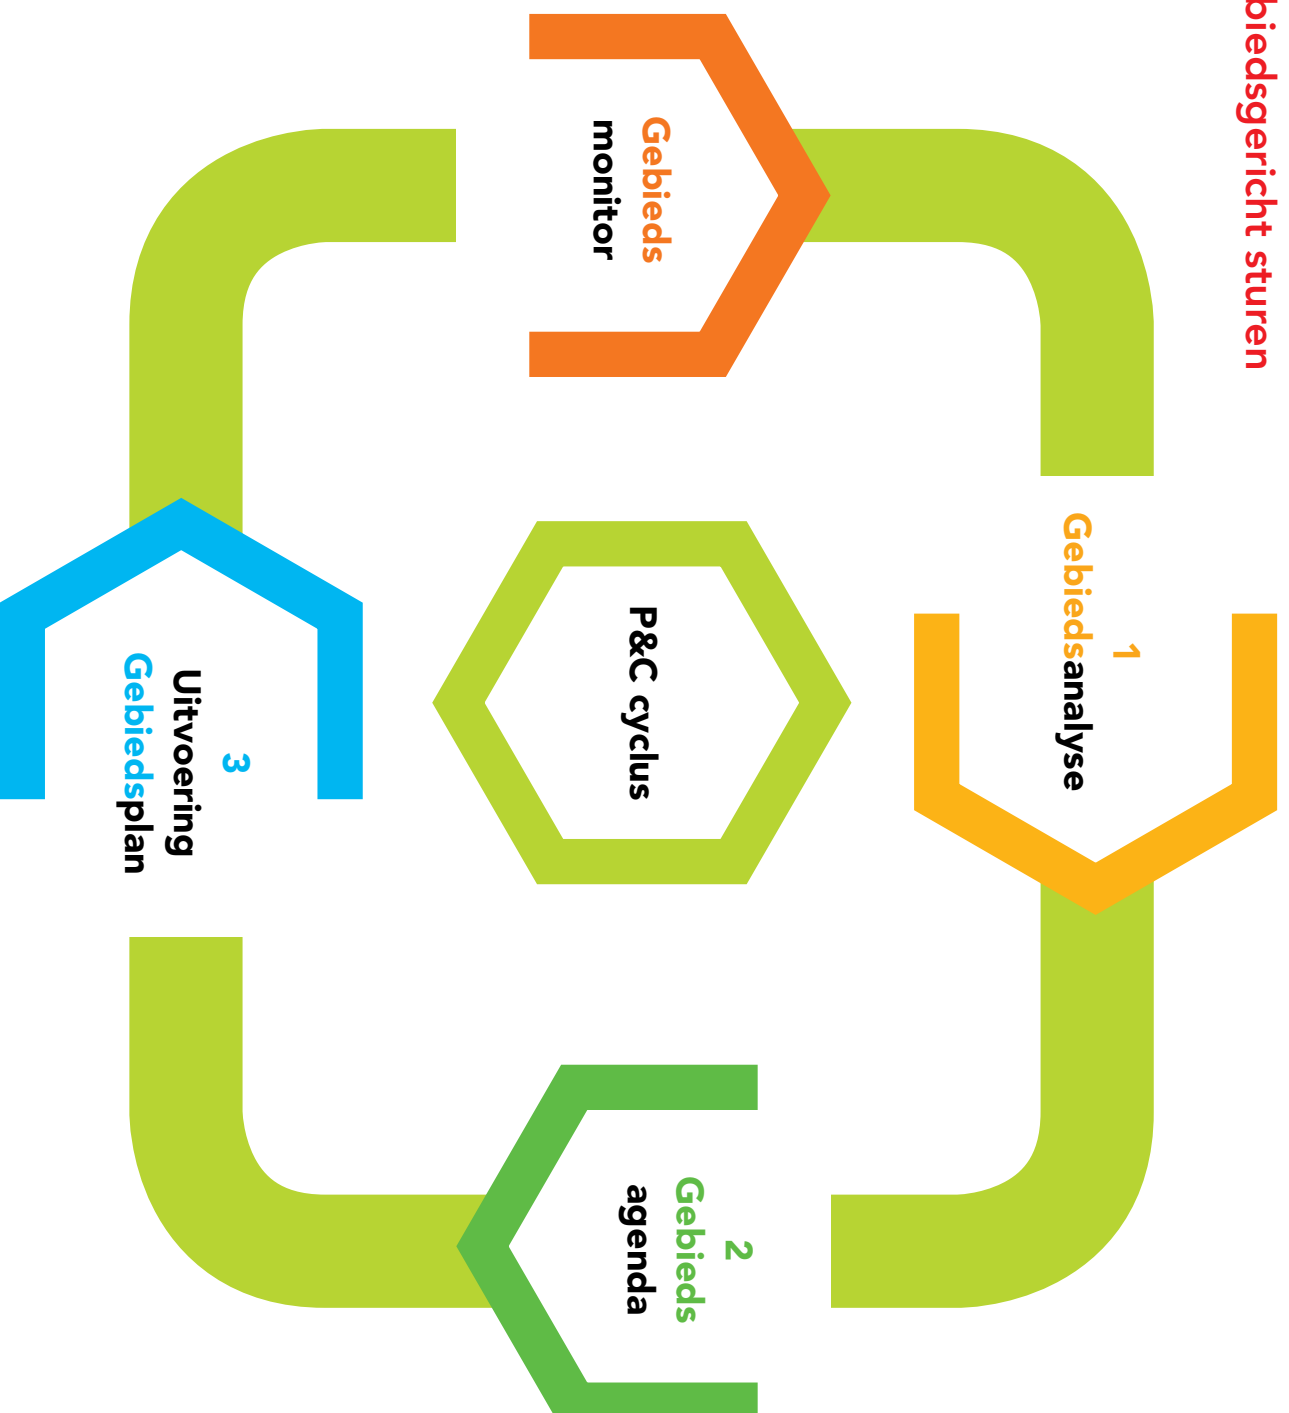 biedsgericht sturen
1
Gebiedsanalyse
2
Gebieds
agenda
3
Uitvoering
Gebiedsplan
Gebieds
monitor
P&C cyclus